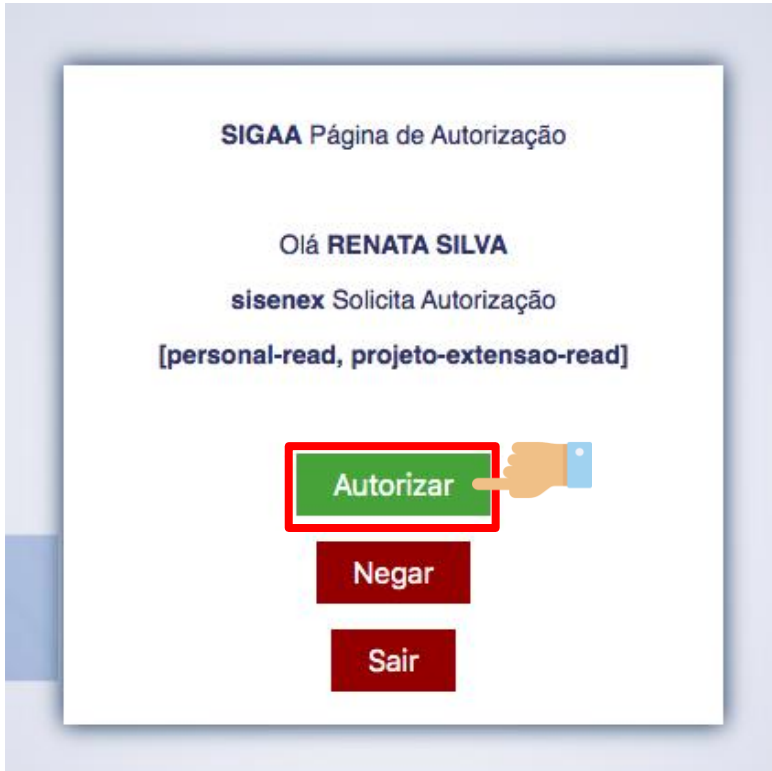 SIGAA Página de Autorização
Olá RENATA SILVA
sisenex Solicita Autorização
[personal-read, projeto-extensao-read]
Autorizar
Negar
Sair